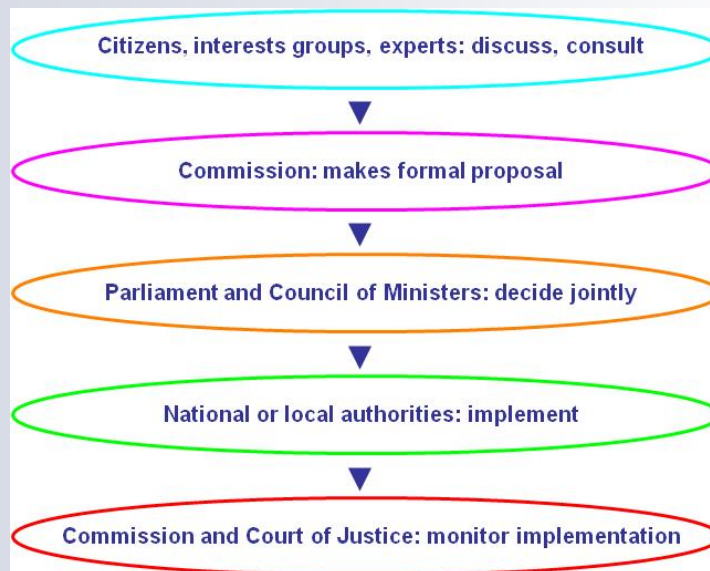 Citizens, interests groups, experts: discuss, consult
Commission: makes formal proposal
Parliament and Council of Ministers: decide jointly
National or local authorities: implement
Commission and Court of Justice: monitor implementation